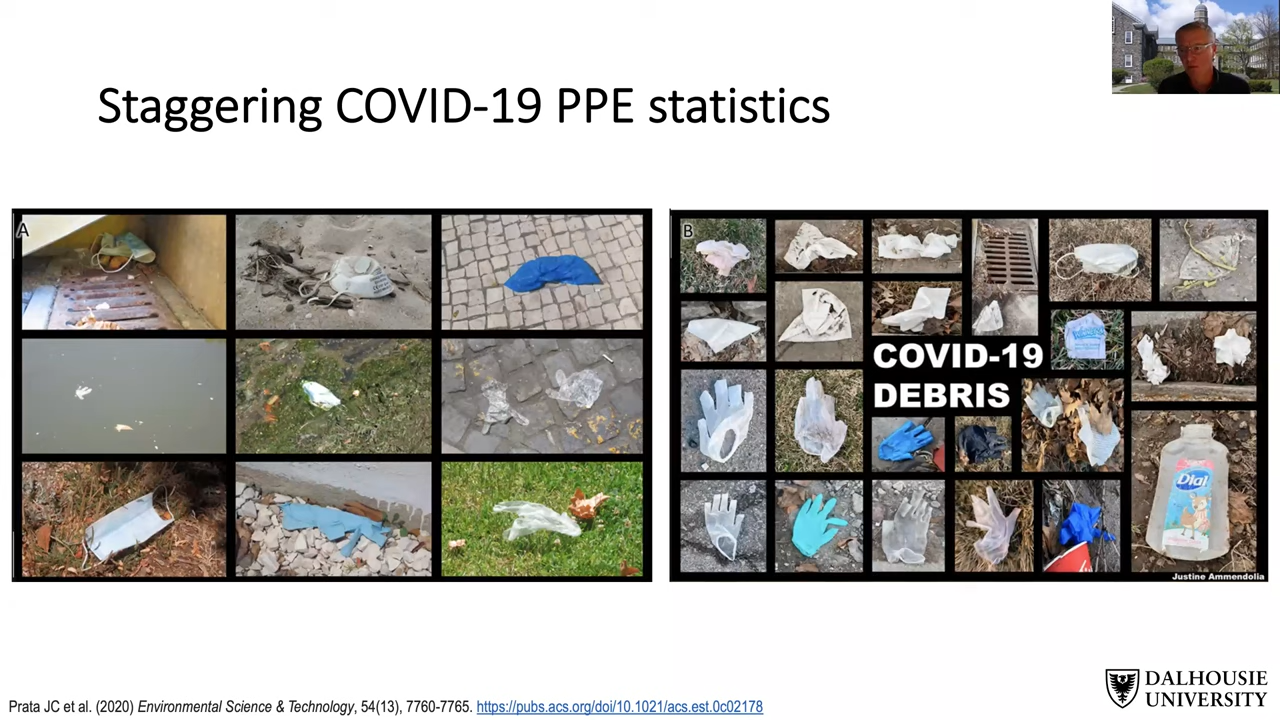 Staggering COVID-19 PPE statistics
A
B
COVID-19
DEBRIS
Dial
Justine Ammendolia
Prata JC et al. (2020) Environmental Science & Technology, 54(13), 7760-7765. https://pubs.acs.org/doi/10.1021/acs.est.0c02178
DALHOUSIE
UNIVERSITY